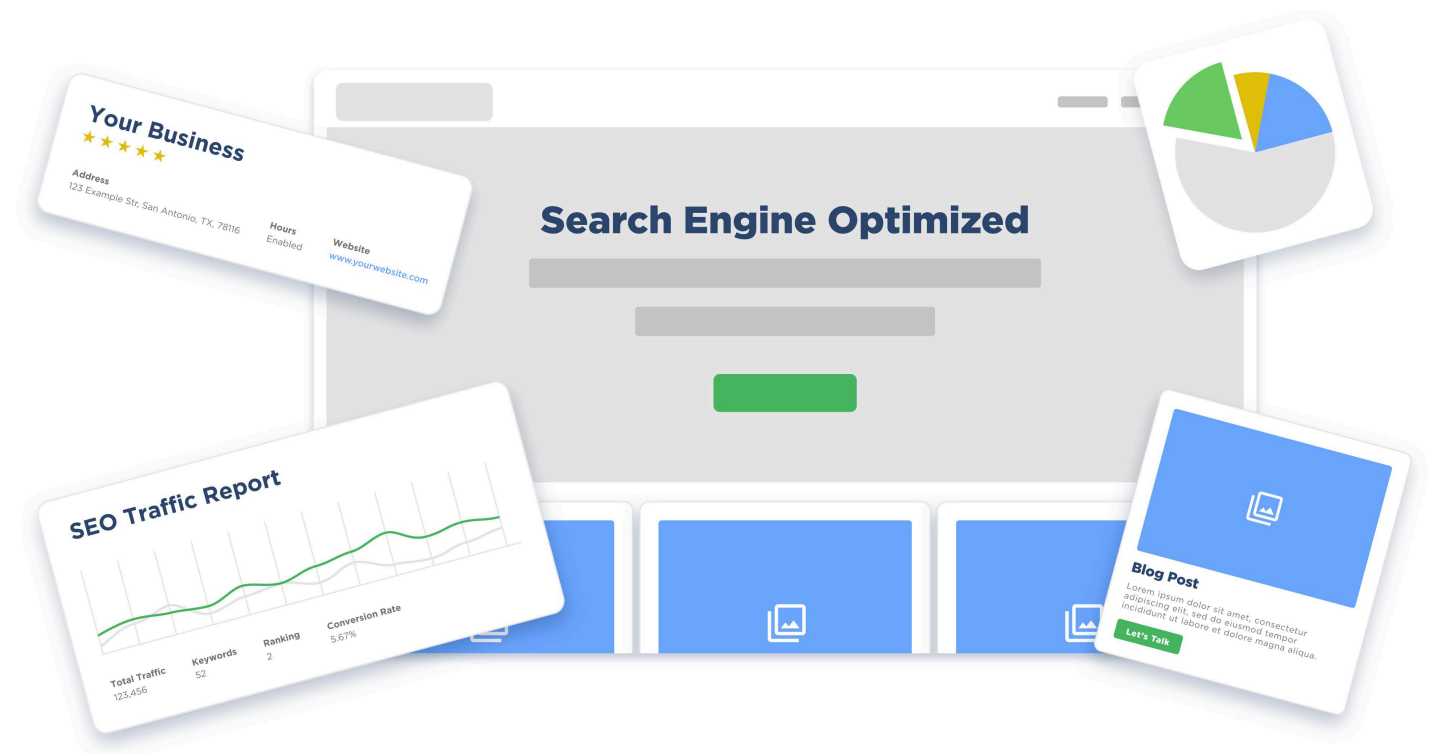 Your Business
Address
123 Example Str, San Antonio, TX, 78116
Hours
Enabled
Website
www.yourwebsite.com
Search Engine Optimized
SEO Traffic Report
Total Traffic
123,456
Keywords
52
Ranking
2
Conversion Rate
5.67%
Blog Post
Lorem ipsum dolor sit amet, consectetur
adipiscing elit, sed do eiusmod tempor
incididunt ut labore et dolore magna aliqua.
Let's Talk